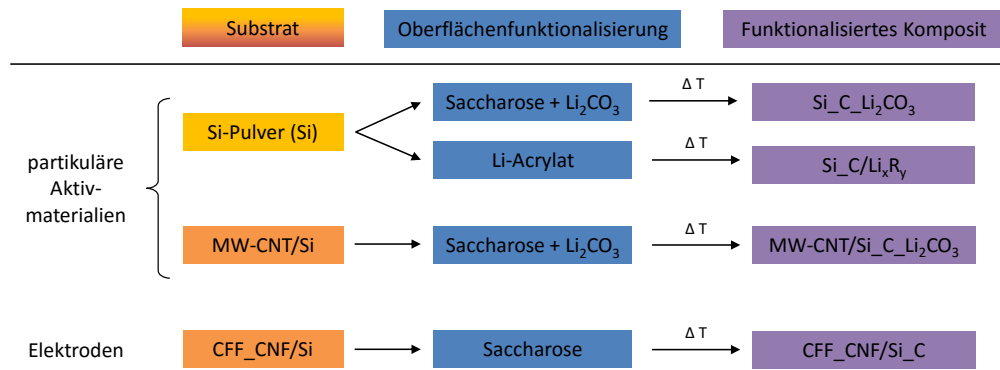 Substrat
Oberflächenfunktionalisierung
Funktionalisiertes Komposit
partikuläre
Aktiv-
materialien
Si-Pulver (Si)
Saccharose + Li₂CO₃
Δ T
Si_C_Li₂CO₃
Li-Acrylat
Δ T
Si_C/LiₓRᵧ
MW-CNT/Si
Saccharose + Li₂CO₃
Δ T
MW-CNT/Si_C_Li₂CO₃
Elektroden
CFF_CNF/Si
Saccharose
Δ T
CFF_CNF/Si_C